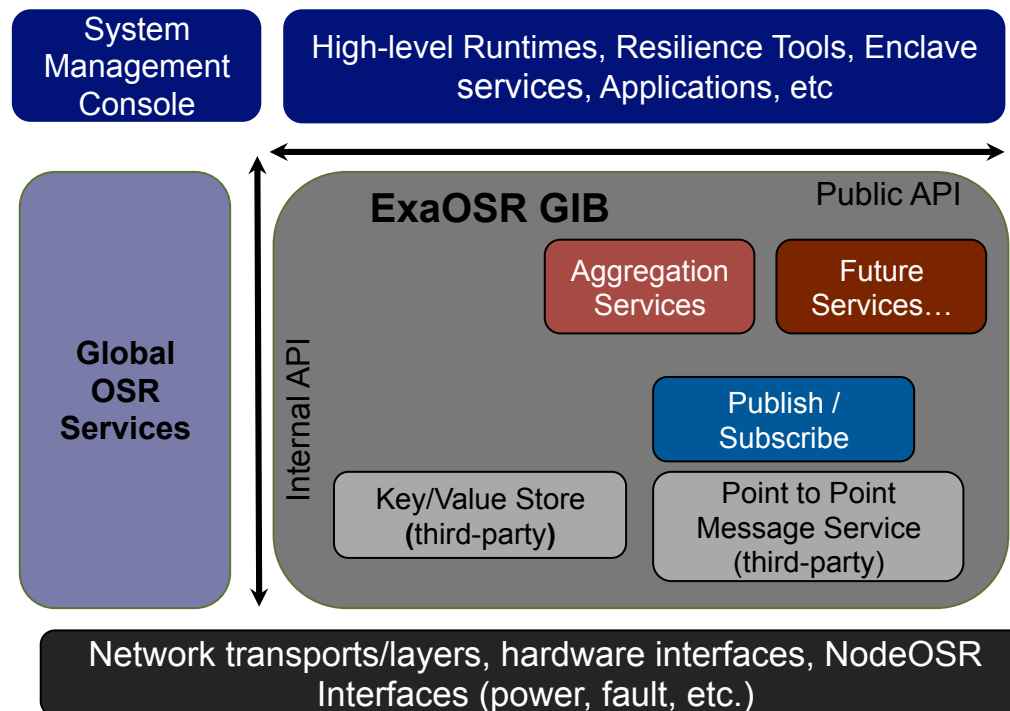 System
Management
Console
High-level Runtimes, Resilience Tools, Enclave
services, Applications, etc
Public API
ExaOSR GIB
Aggregation
Services
Future
Services…
Global
OSR
Services
Internal API
Publish /
Subscribe
Key/Value Store
(third-party)
Point to Point
Message Service
(third-party)
Network transports/layers, hardware interfaces, NodeOSR
Interfaces (power, fault, etc.)